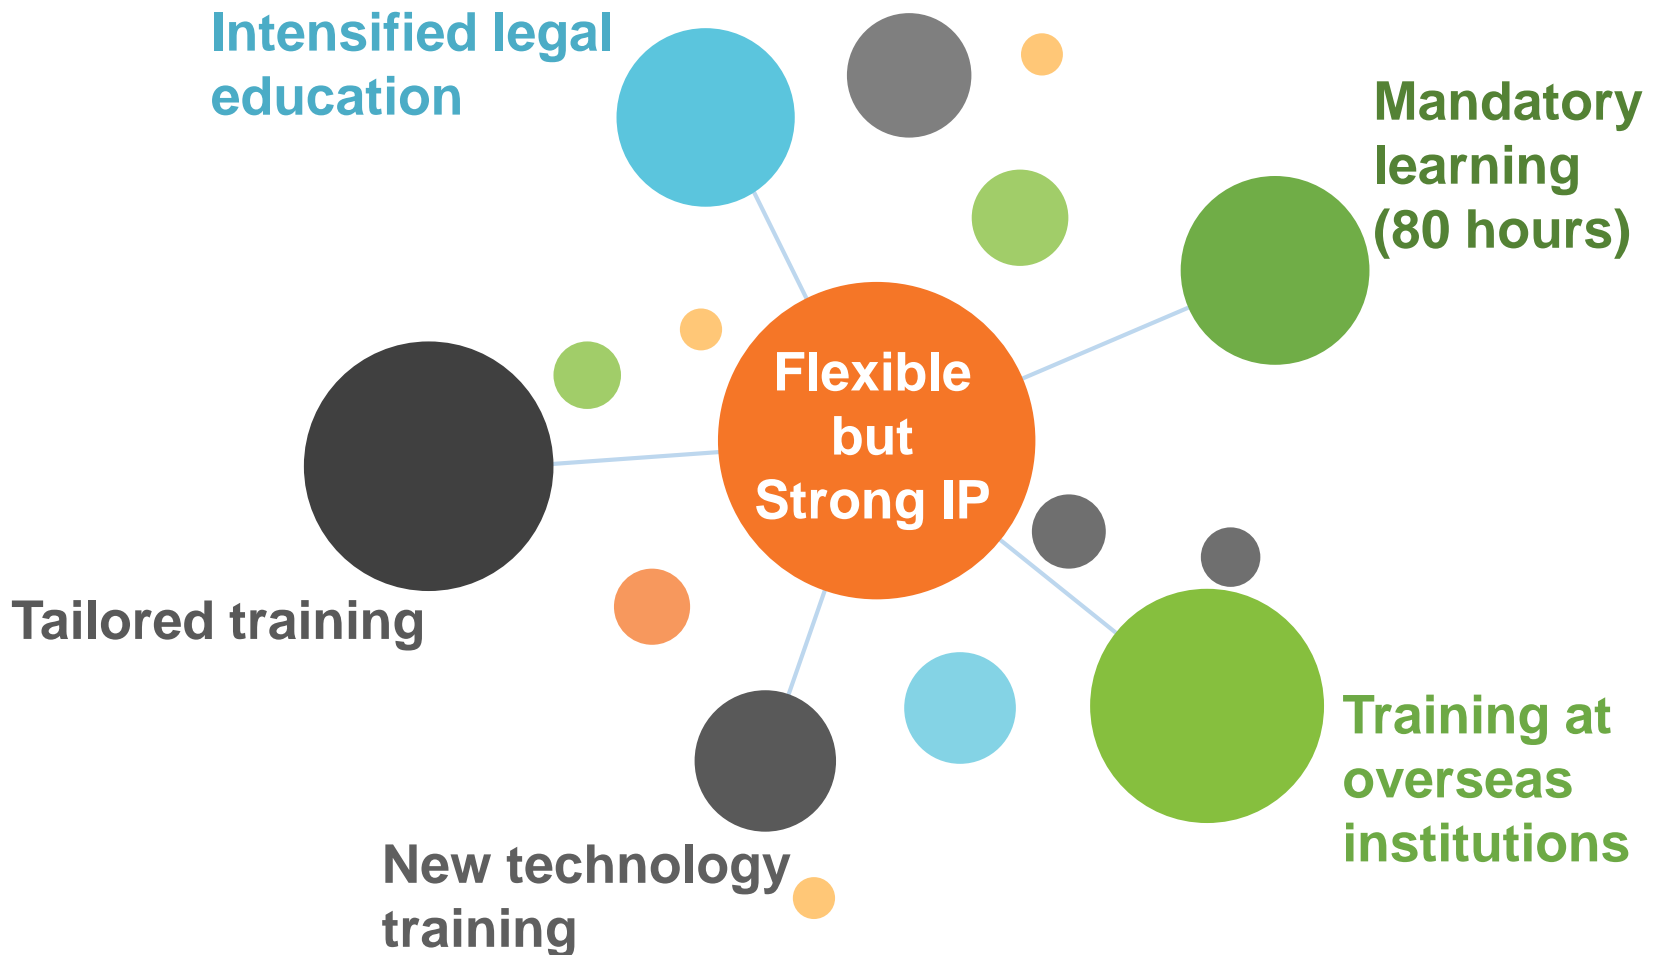 Intensified legal
education
Mandatory
learning
(80 hours)
Flexible
but
Strong IP
Tailored training
Training at
overseas
institutions
New technology
training